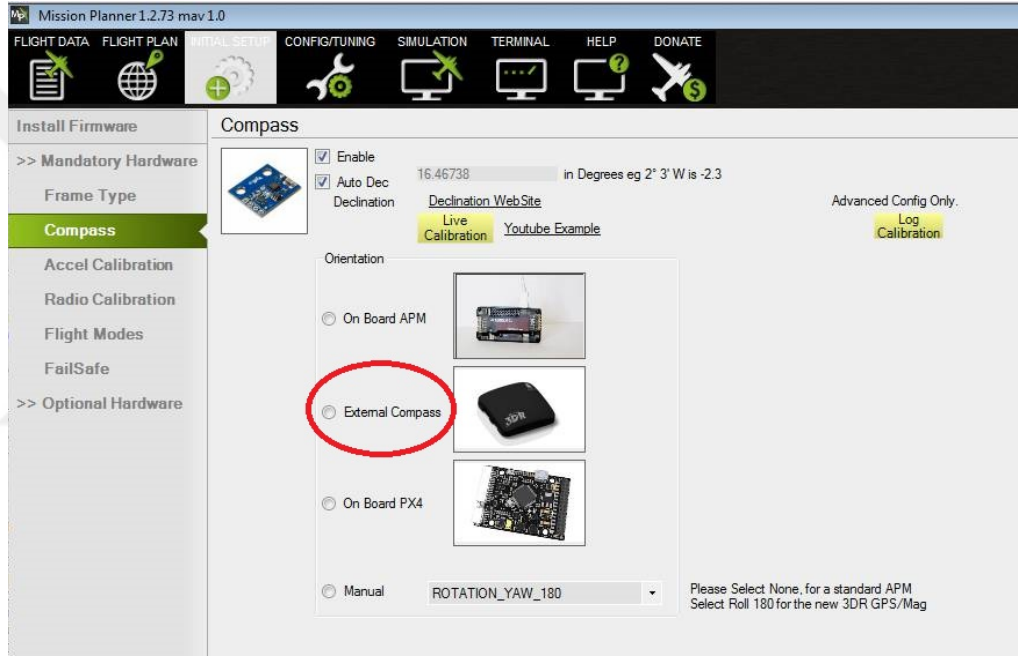 Mission Planner 1.2.73 mav 1.0
FLIGHT DATA FLIGHT PLAN INITIAL SETUP CONFIG/TUNING SIMULATION TERMINAL HELP DONATE
Install Firmware
>> Mandatory Hardware
Frame Type
Compass
Accel Calibration
Radio Calibration
Flight Modes
FailSafe
>> Optional Hardware
Compass
Enable
Auto Dec
16.46738 in Degrees eg 2° 3' W is -2.3
Declination Declination WebSite
Live
Calibration
Youtube Example
Advanced Config Only.
Log
Calibration
Orientation
On Board APM
External Compass
3DR
On Board PX4
Manual ROTATION_YAW_180
Please Select None, for a standard APM
Select Roll 180 for the new 3DR GPS/Mag